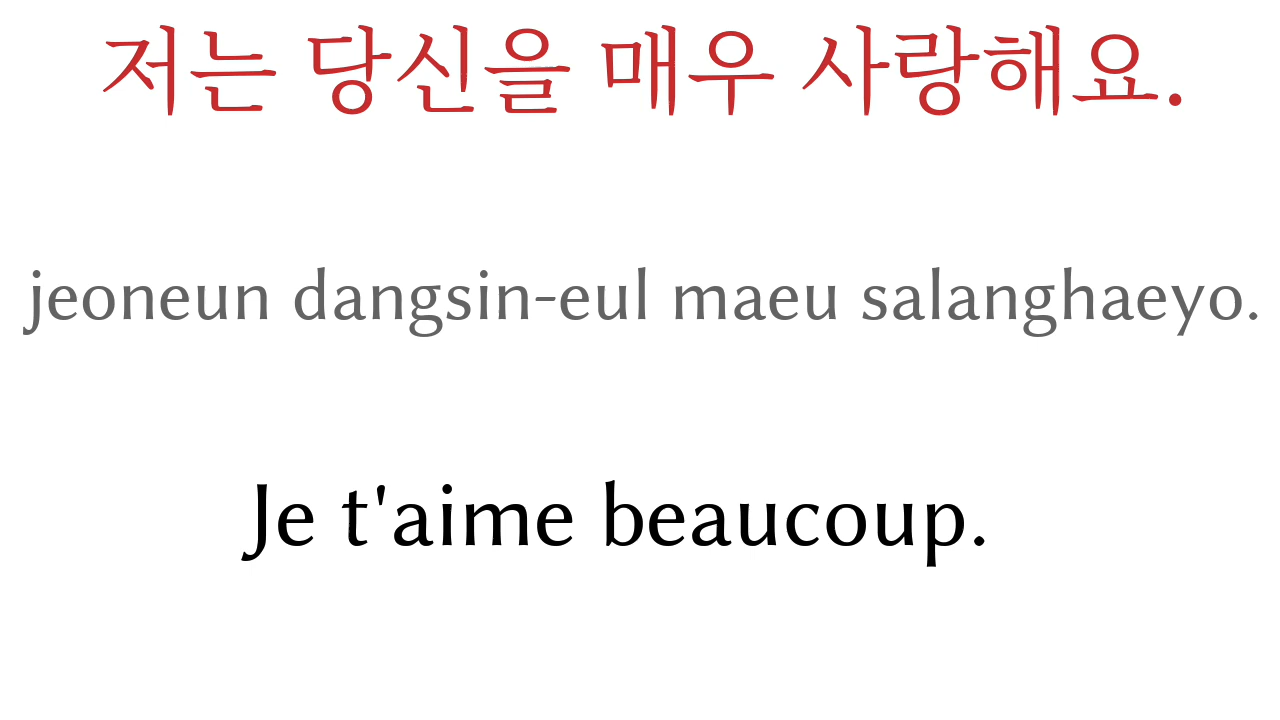 저는 당신을 매우 사랑해요.
jeoneun dangsin-eul maeu salanghaeyo.
Je t'aime beaucoup.